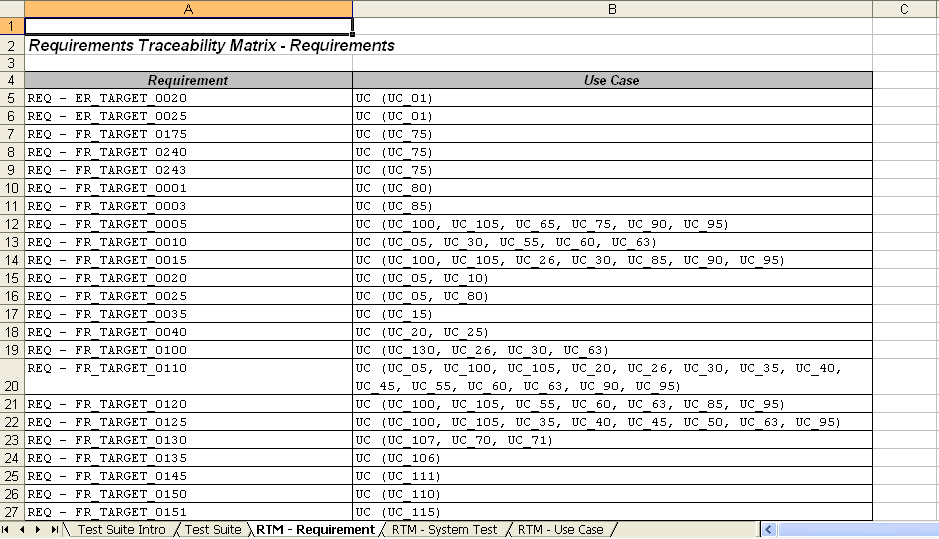 A B C
1
2 Requirements Traceability Matrix - Requirements
3
4 Requirement Use Case
5 REQ - ER_TARGET_0020 UC (UC_01)
6 REQ - ER_TARGET_0025 UC (UC_01)
7 REQ - FR_TARGET 0175 UC (UC_75)
8 REQ - FR_TARGET 0240 UC (UC_75)
9 REQ - FR_TARGET 0243 UC (UC_75)
10 REQ - FR_TARGET_0001 UC (UC_80)
11 REQ - FR_TARGET_0003 UC (UC_85)
12 REQ - FR_TARGET_0005 UC (UC_100, UC_105, UC_65, UC_75, UC_90, UC_95)
13 REQ - FR_TARGET_0010 UC (UC_05, UC_30, UC_55, UC_60, UC_63)
14 REQ - FR_TARGET_0015 UC (UC_100, UC_105, UC_26, UC_30, UC_85, UC_90, UC_95)
15 REQ - FR_TARGET_0020 UC (UC_05, UC_10)
16 REQ - FR_TARGET_0025 UC (UC_05, UC_80)
17 REQ - FR_TARGET_0035 UC (UC_15)
18 REQ - FR_TARGET_0040 UC (UC_20, UC_25)
19 REQ - FR_TARGET_0100 UC (UC_130, UC_26, UC_30, UC_63)
REQ - FR_TARGET_0110 UC (UC_05, UC_100, UC_105, UC_20, UC_26, UC_30, UC_35, UC_40,
20 UC_45, UC_55, UC_60, UC_63, UC_90, UC_95)
21 REQ - FR_TARGET_0120 UC (UC_100, UC_105, UC_55, UC_60, UC_63, UC_85, UC_95)
22 REQ - FR_TARGET_0125 UC (UC_100, UC_105, UC_35, UC_40, UC_45, UC_50, UC_63, UC_95)
23 REQ - FR_TARGET_0130 UC (UC_107, UC_70, UC_71)
24 REQ - FR_TARGET_0135 UC (UC_106)
25 REQ - FR_TARGET_0145 UC (UC_111)
26 REQ - FR_TARGET_0150 UC (UC_110)
27 REQ - FR_TARGET_0151 UC (UC_115)
Test Suite Intro Test Suite RTM - Requirement RTM - System Test RTM - Use Case